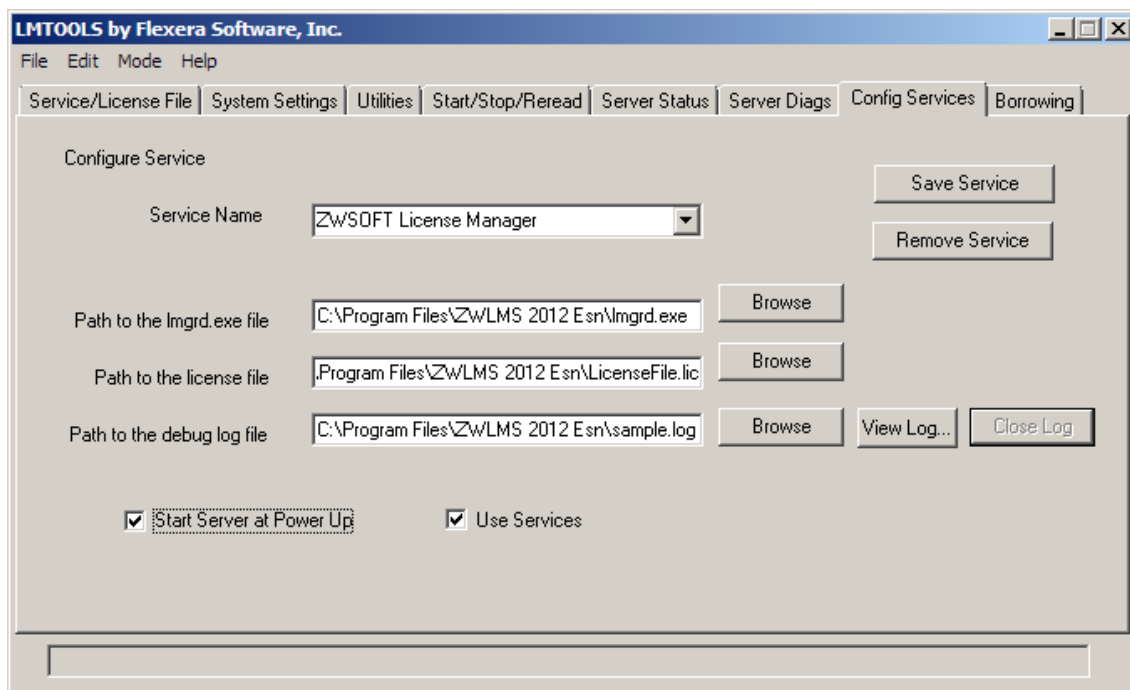 LMTOOLS by Flexera Software, Inc.
File Edit Mode Help
Service/License File System Settings Utilities Start/Stop/Reread Server Status Server Diags Config Services Borrowing
Configure Service
Save Service
Service Name ZWSOFT License Manager
Remove Service
Path to the lmgrd.exe file C:\Program Files\ZWLMS 2012 Esn\lmgrd.exe Browse
Path to the license file .Program Files\ZWLMS 2012 Esn\LicenseFile.lic Browse
Path to the debug log file C:\Program Files\ZWLMS 2012 Esn\sample.log Browse View Log... Close Log
Start Server at Power Up Use Services